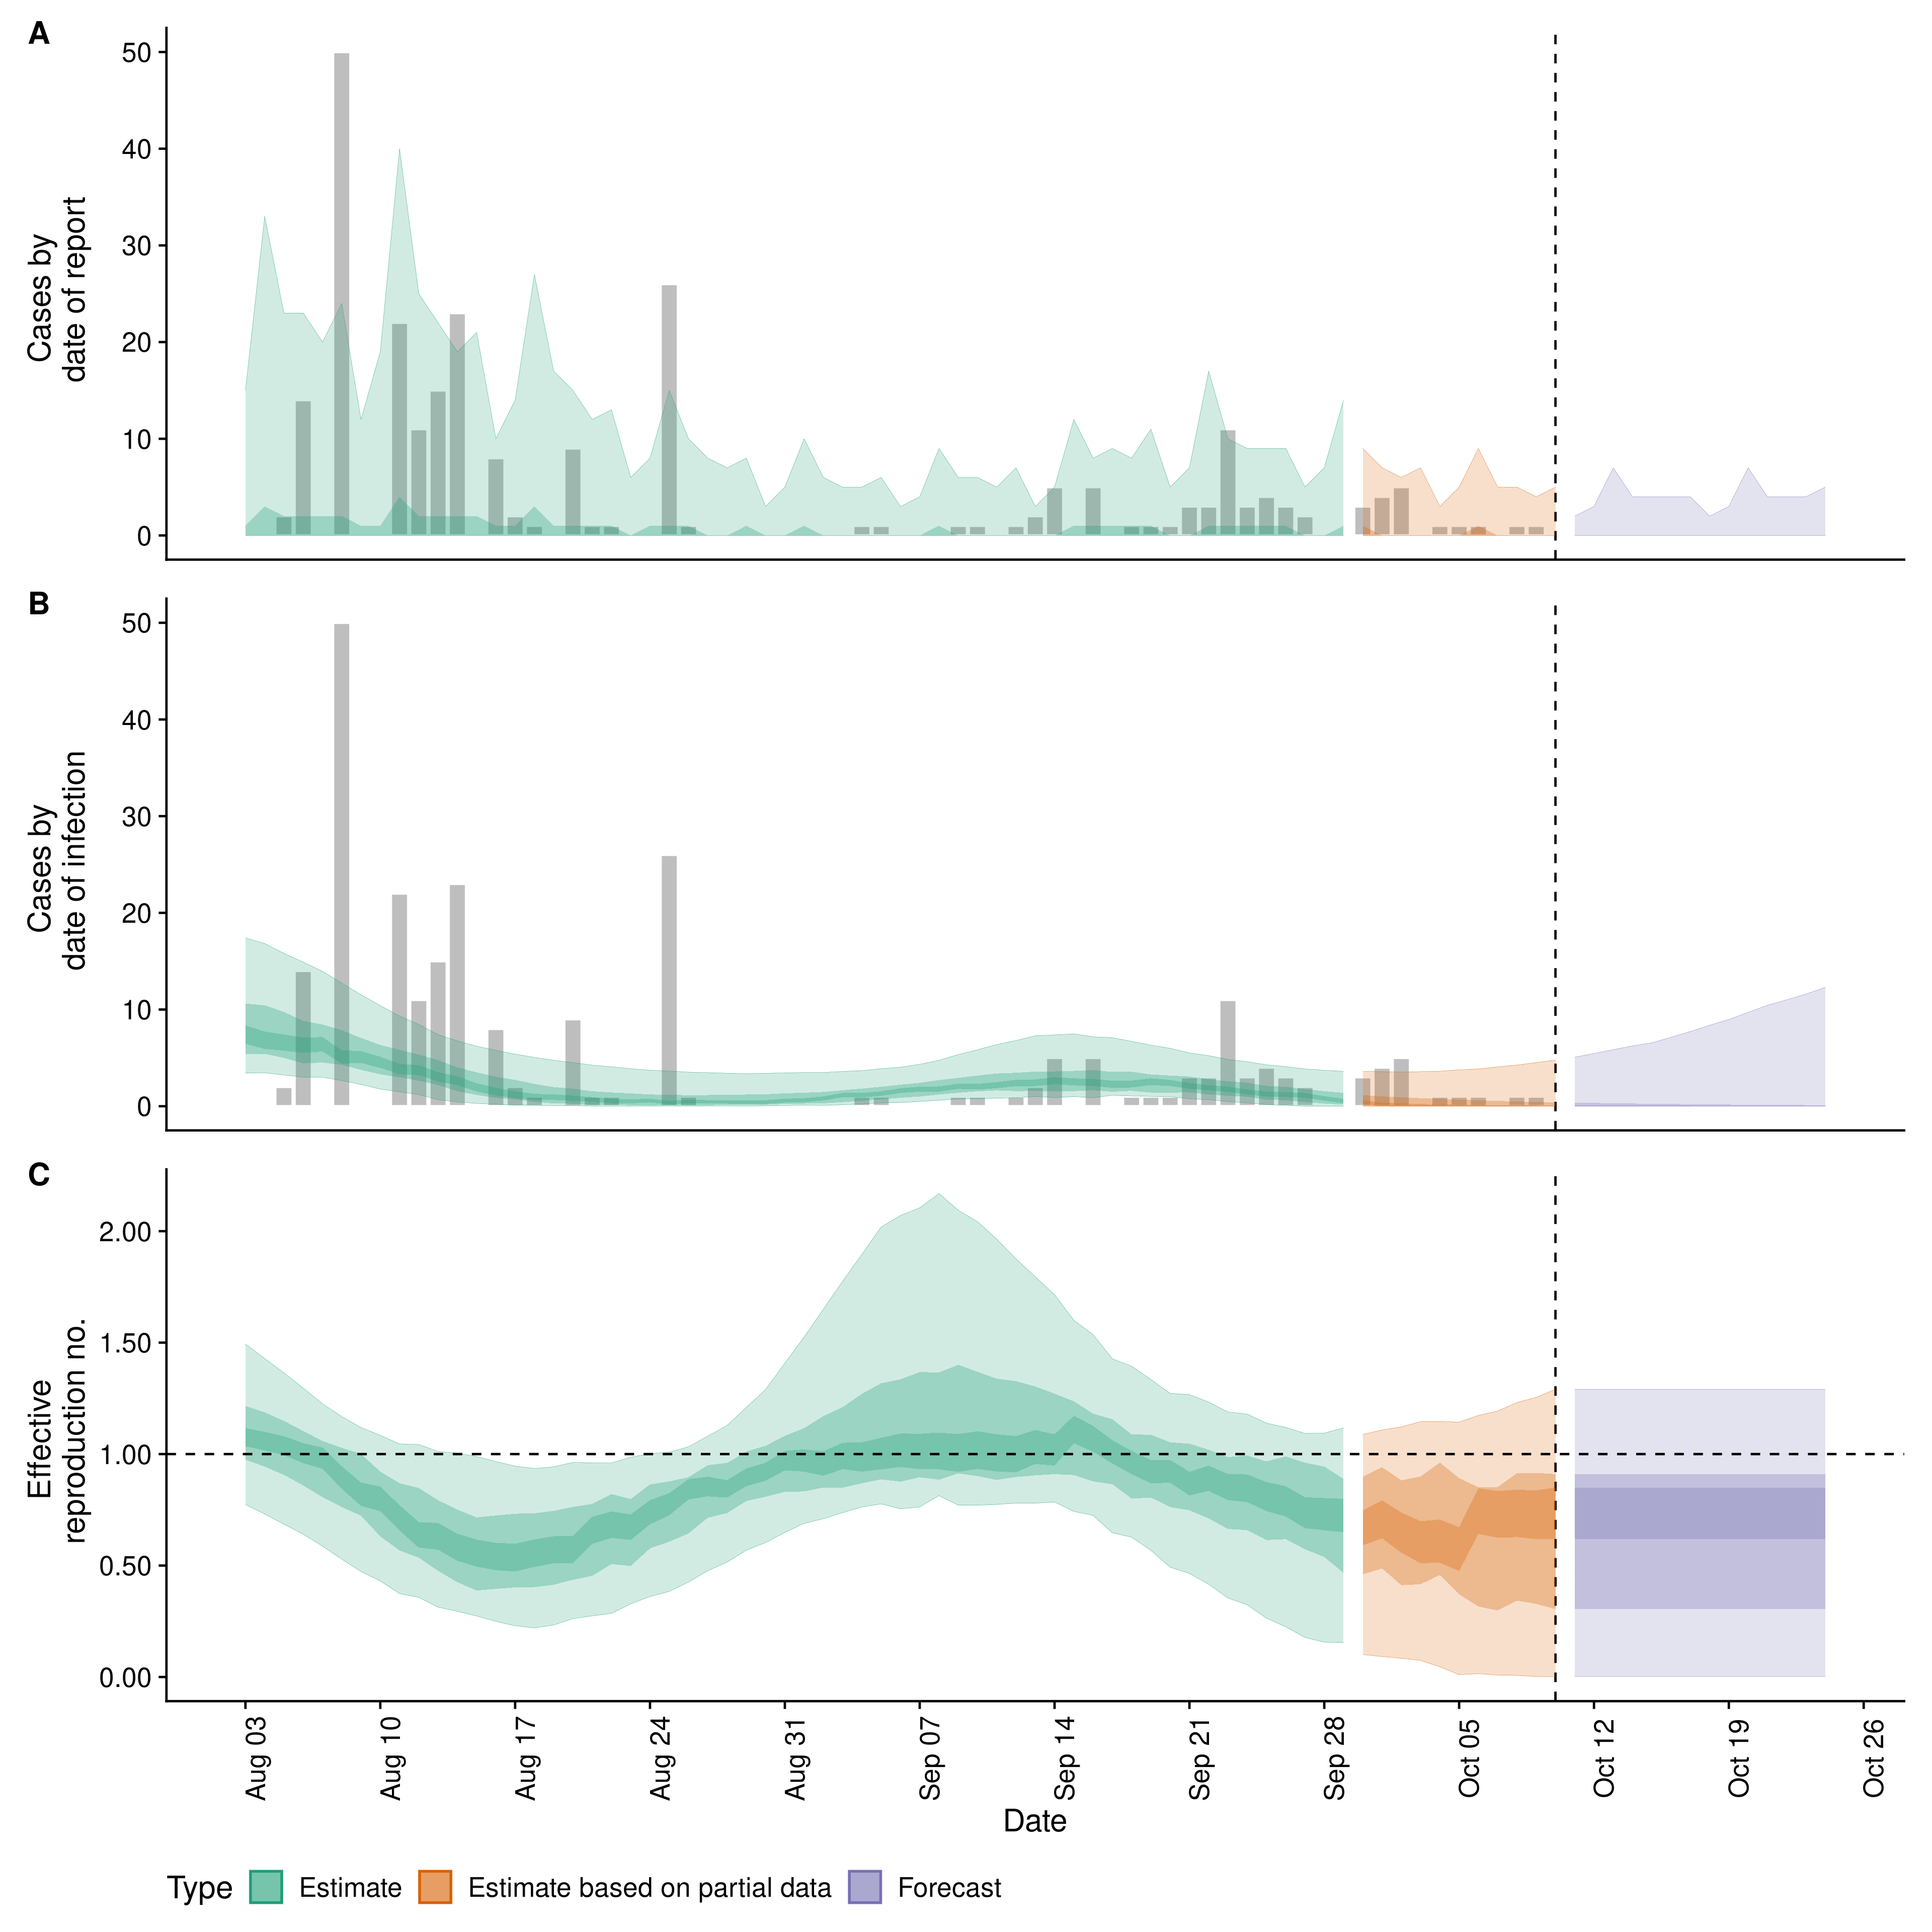 A
50
40
30
20
10
0
Cases by
date of report
B
50
40
30
20
10
0
Cases by
date of infection
C
2.00
1.50
1.00
0.50
0.00
Effective
reproduction no.
Aug 03
Aug 10
Aug 17
Aug 24
Aug 31
Sep 07
Sep 14
Sep 21
Sep 28
Oct 05
Oct 12
Oct 19
Oct 26
Date
Type Estimate Estimate based on partial data Forecast